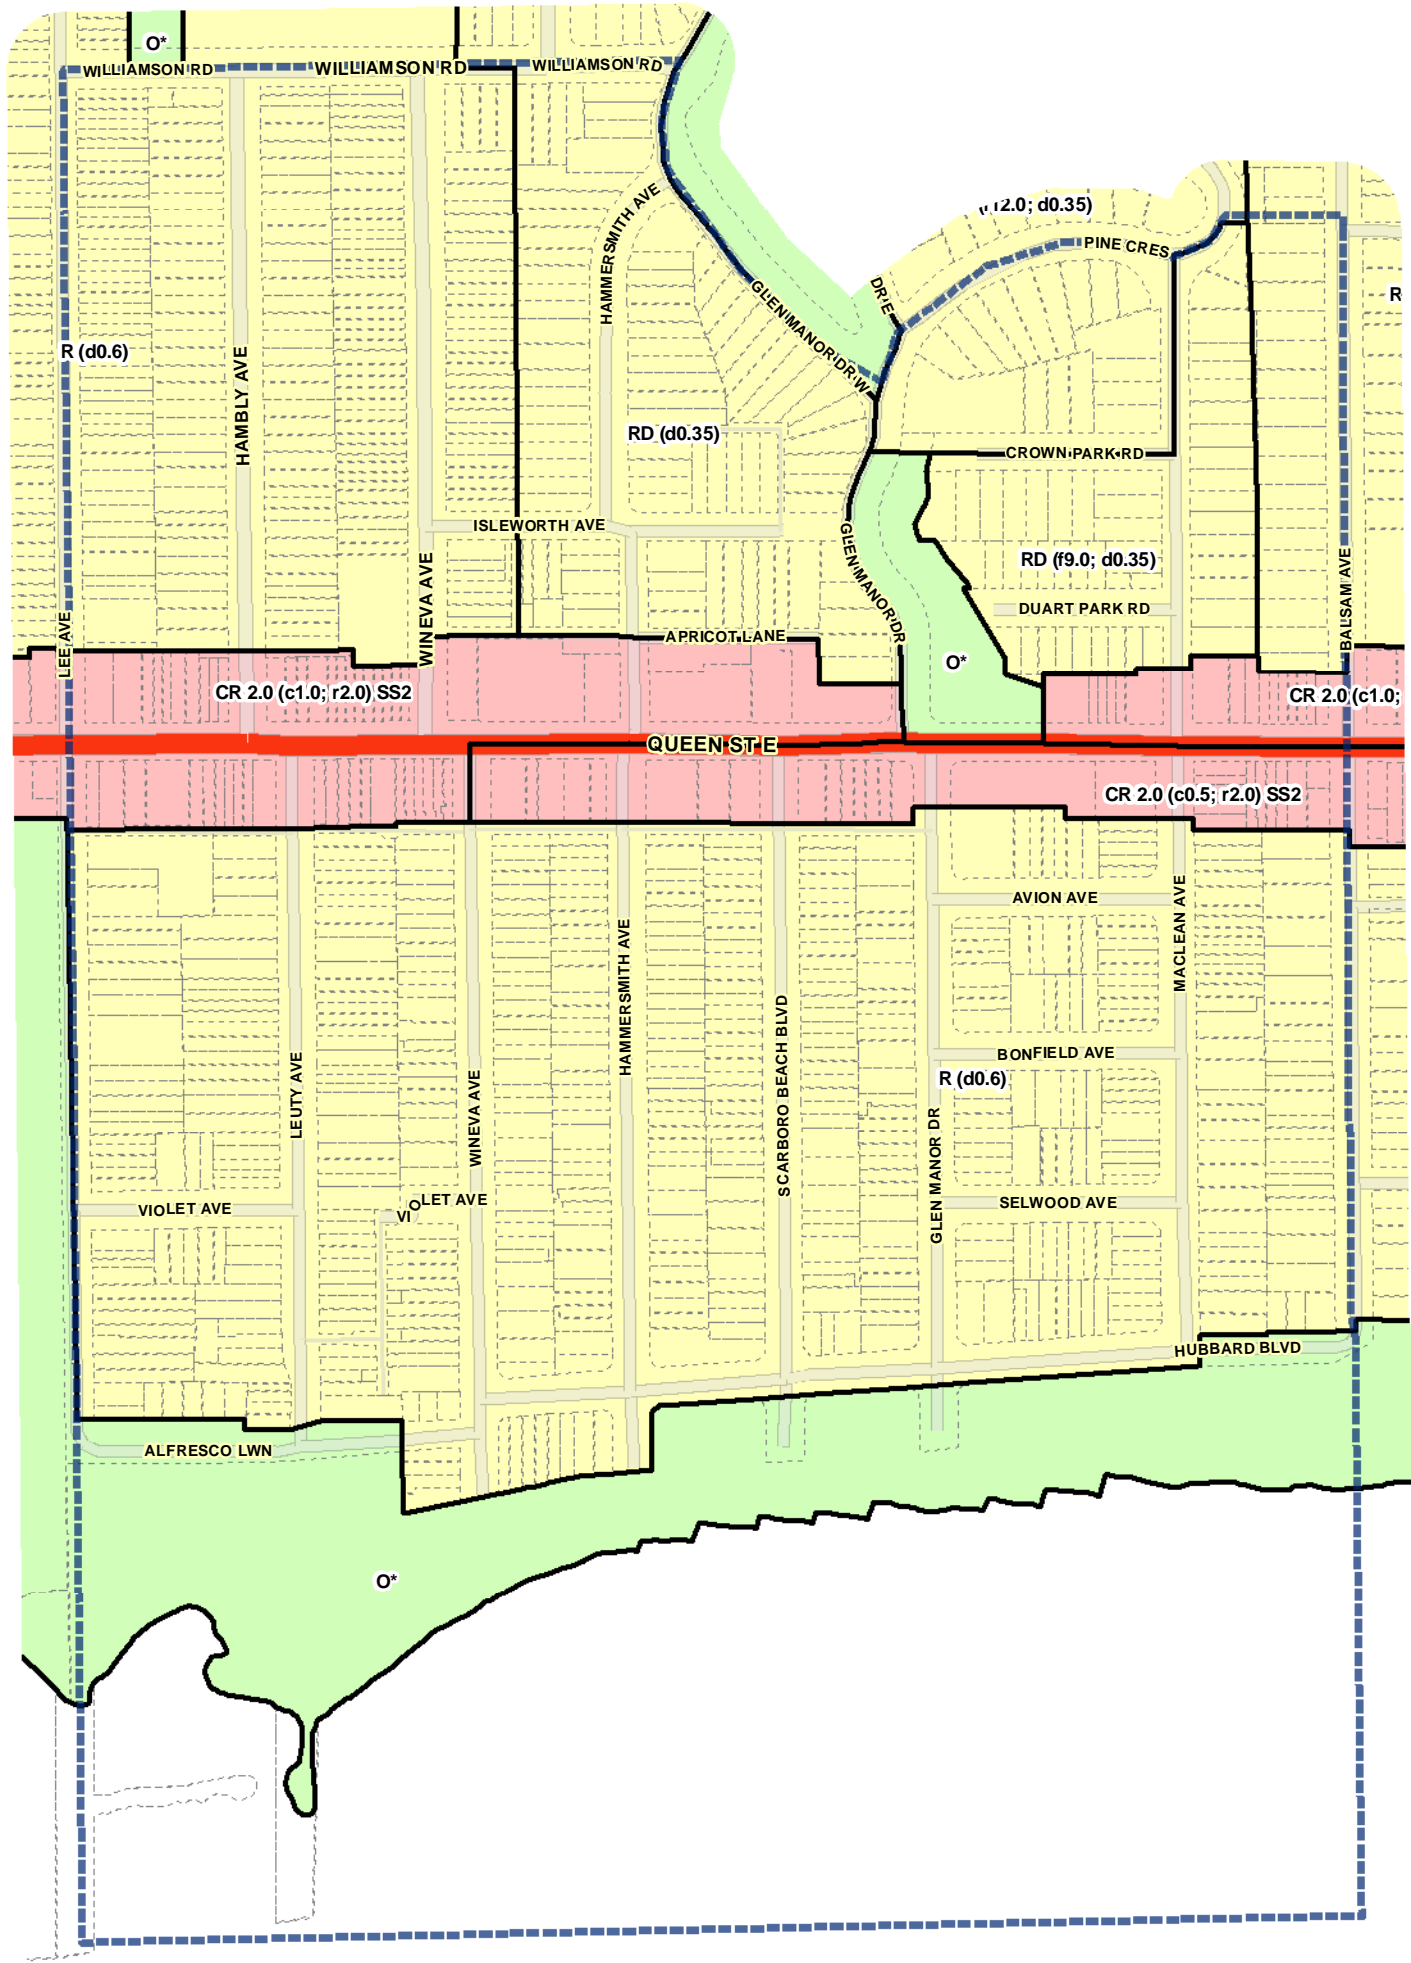 O*
WILLIAMSON RD
WILLIAMSON RD
WILLIAMSON RD
HAMMERSMITH AVE
d0.35)
PINE CRES
DR E
GLEN MANOR DR W
R
R (d0.6)
HAMBLY AVE
RD (d0.35)
CROWN PARK RD
ISLEWORTH AVE
GLEN MANOR DR
RD (f9.0; d0.35)
WINEVA AVE
BALSAM AVE
DUART PARK RD
LEE AVE
APRICOT LANE
O*
CR 2.0 (c1.0; r2.0) SS2
CR 2.0 (c1.0;
QUEEN ST E
CR 2.0 (c0.5; r2.0) SS2
AVION AVE
MACLEAN AVE
HAMMERSMITH AVE
SCARBORO BEACH BLVD
BONFIELD AVE
R (d0.6)
LEUTY AVE
WINEVA AVE
GLEN MANOR DR
VIOLET AVE
VIOLET AVE
SELWOOD AVE
HUBBARD BLVD
ALFRESCO LWN
O*